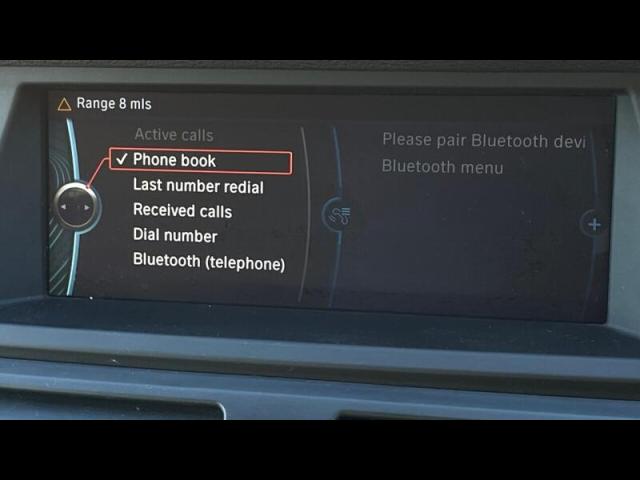 Range 8 mls
Active calls
Phone book
Last number redial
Received calls
Dial number
Bluetooth (telephone)
Please pair Bluetooth devi
Bluetooth menu